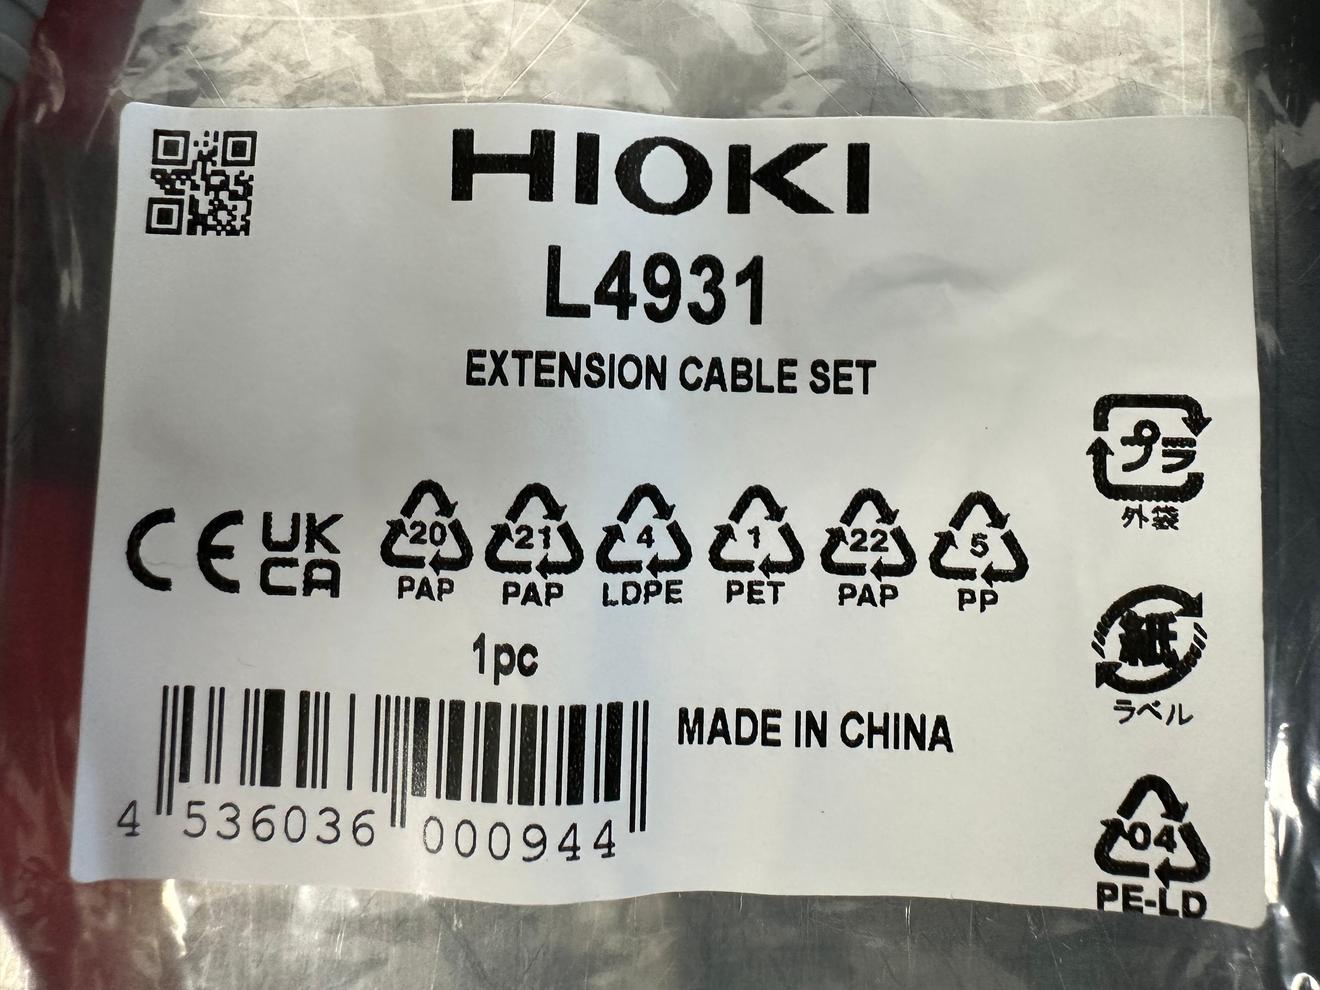 HIOKI
L4931
EXTENSION CABLE SET
CE UK CA
20 PAP
21 PAP
4 LDPE
1 PET
22 PAP
5 PP
プラ
外袋
1pc
紙
ラベル
MADE IN CHINA
4 536036 000944
04
PE-LD